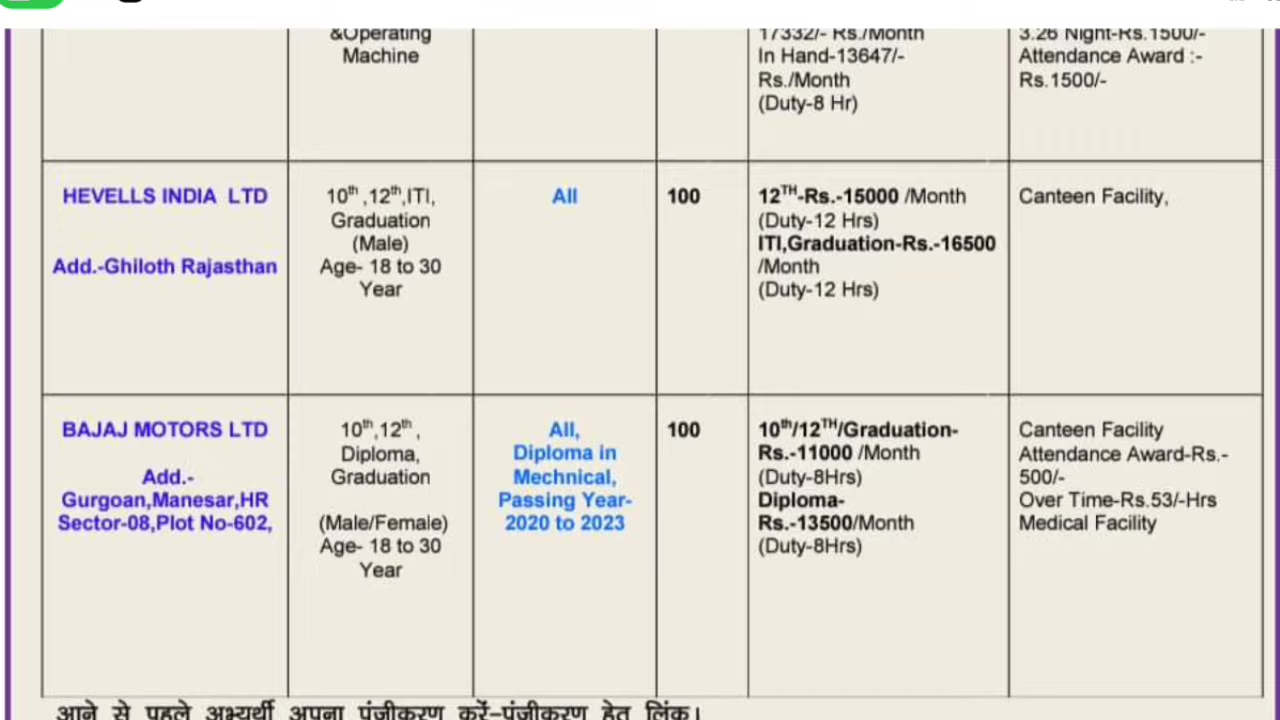 &Operating
Machine
17332/- Rs./Month
In Hand-13647/-
Rs./Month
(Duty-8 Hr)
3.26 Night-Rs.1500/-
Attendance Award :-
Rs.1500/-
HEVELLS INDIA LTD
Add.-Ghiloth Rajasthan
10th ,12th,ITI,
Graduation
(Male)
Age- 18 to 30
Year
All
100
12TH-Rs.-15000 /Month
(Duty-12 Hrs)
ITI,Graduation-Rs.-16500
/Month
(Duty-12 Hrs)
Canteen Facility,
BAJAJ MOTORS LTD
Add.-
Gurgoan,Manesar,HR
Sector-08,Plot No-602,
10th,12th ,
Diploma,
Graduation
(Male/Female)
Age- 18 to 30
Year
All,
Diploma in
Mechnical,
Passing Year-
2020 to 2023
100
10th/12TH/Graduation-
Rs.-11000 /Month
(Duty-8Hrs)
Diploma-
Rs.-13500/Month
(Duty-8Hrs)
Canteen Facility
Attendance Award-Rs.-
500/-
Over Time-Rs.53/-Hrs
Medical Facility
आने से पहले अभ्यर्थी अपना पंजीकरण करें–पंजीकरण हेतु लिंक।